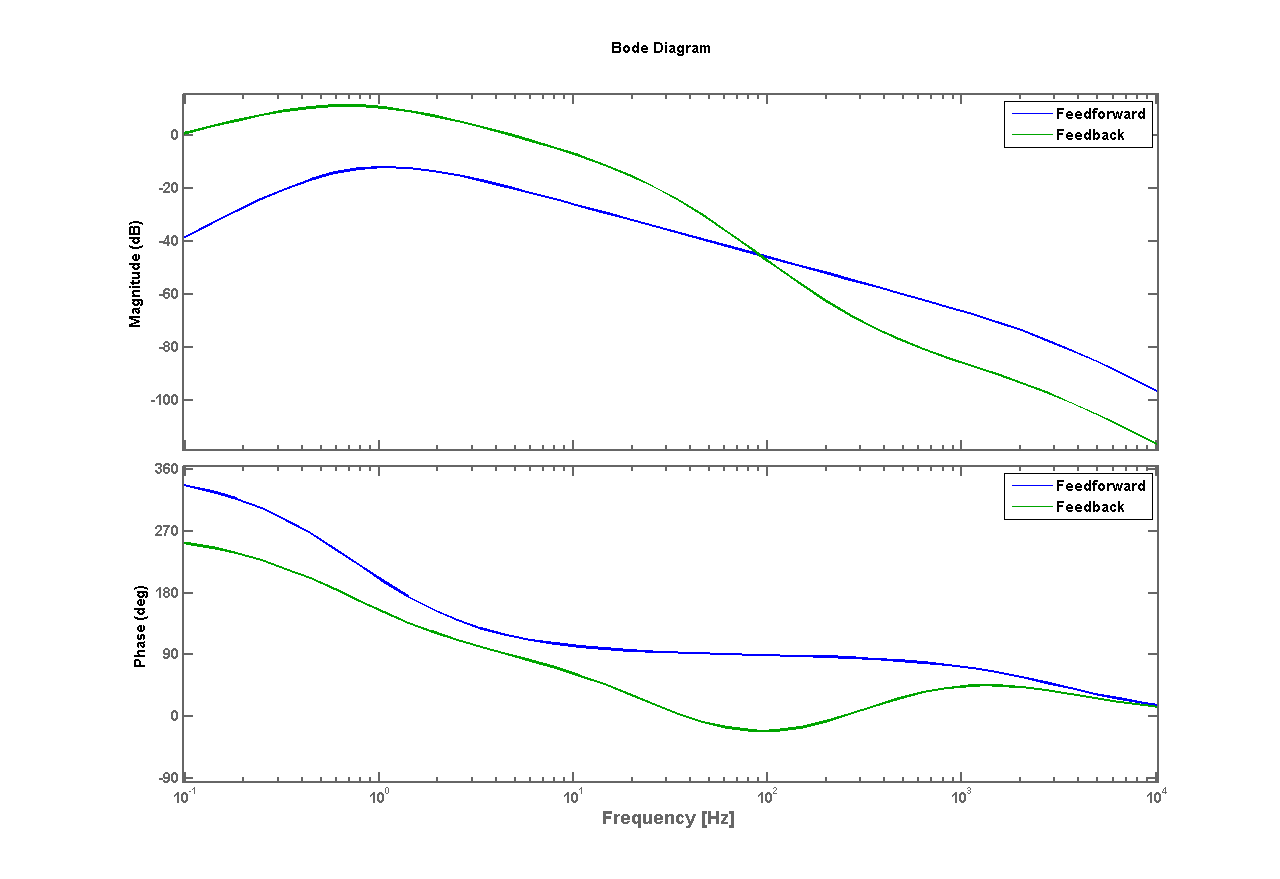 Bode Diagram
Feedforward
Feedback
0
-20
-40
-60
-80
-100
Magnitude (dB)
Feedforward
Feedback
360
270
180
90
0
-90
Phase (deg)
10^-1 10^0 10^1 10^2 10^3 10^4
Frequency [Hz]